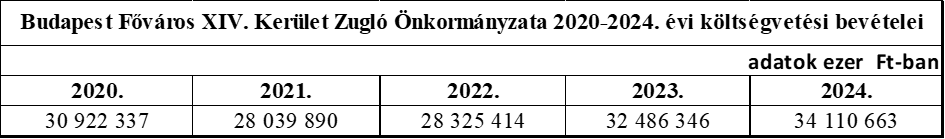 Budapest Főváros XIV. Kerület Zugló Önkormányzata 2020-2024. évi költségvetési bevételei
adatok ezer Ft-ban
2020. 2021. 2022. 2023. 2024.
30 922 337 28 039 890 28 325 414 32 486 346 34 110 663